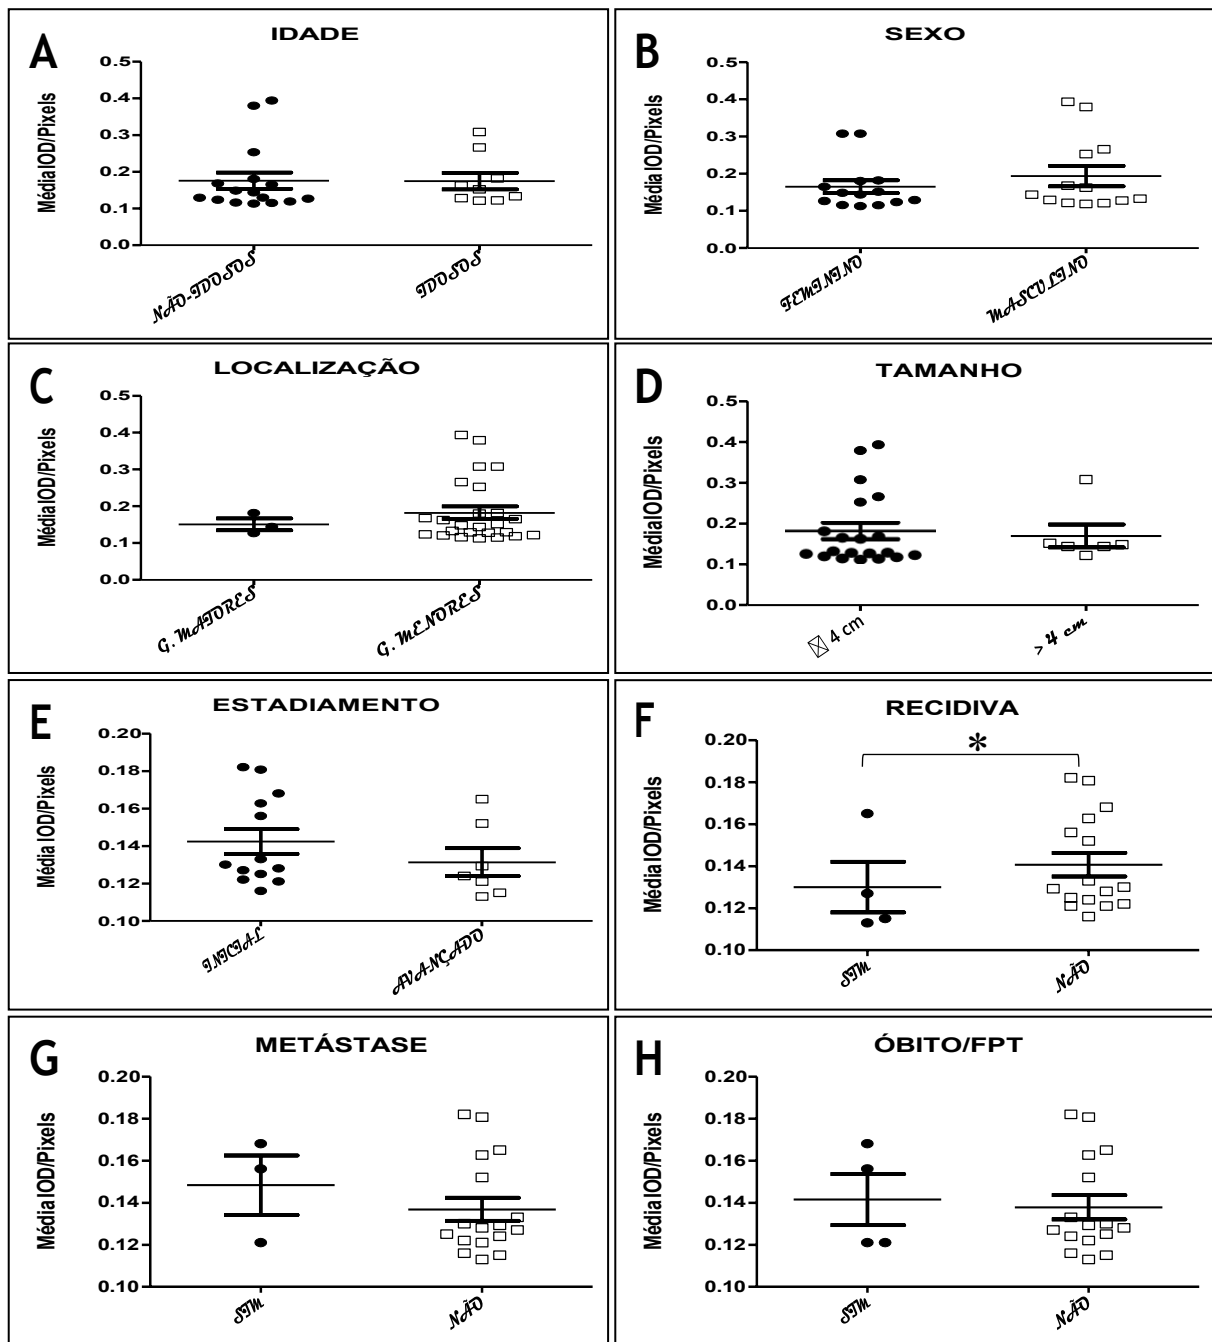 A
IDADE
Média IOD/Pixels
0.5
0.4
0.3
0.2
0.1
0.0
NÃO-IDOSOS
IDOSOS
B
SEXO
Média IOD/Pixels
0.5
0.4
0.3
0.2
0.1
0.0
FEMININO
MASCULINO
C
LOCALIZAÇÃO
Média IOD/Pixels
0.5
0.4
0.3
0.2
0.1
0.0
G. MAIORES
G. MENORES
D
TAMANHO
Média IOD/Pixels
0.5
0.4
0.3
0.2
0.1
0.0
4 cm
> 4 cm
E
ESTADIAMENTO
Média IOD/Pixels
0.20
0.18
0.16
0.14
0.12
0.10
INICIAL
AVANÇADO
F
RECIDIVA
*
Média IOD/Pixels
0.20
0.18
0.16
0.14
0.12
0.10
SIM
NÃO
G
METÁSTASE
Média IOD/Pixels
0.20
0.18
0.16
0.14
0.12
0.10
SIM
NÃO
H
ÓBITO/FPT
Média IOD/Pixels
0.20
0.18
0.16
0.14
0.12
0.10
SIM
NÃO